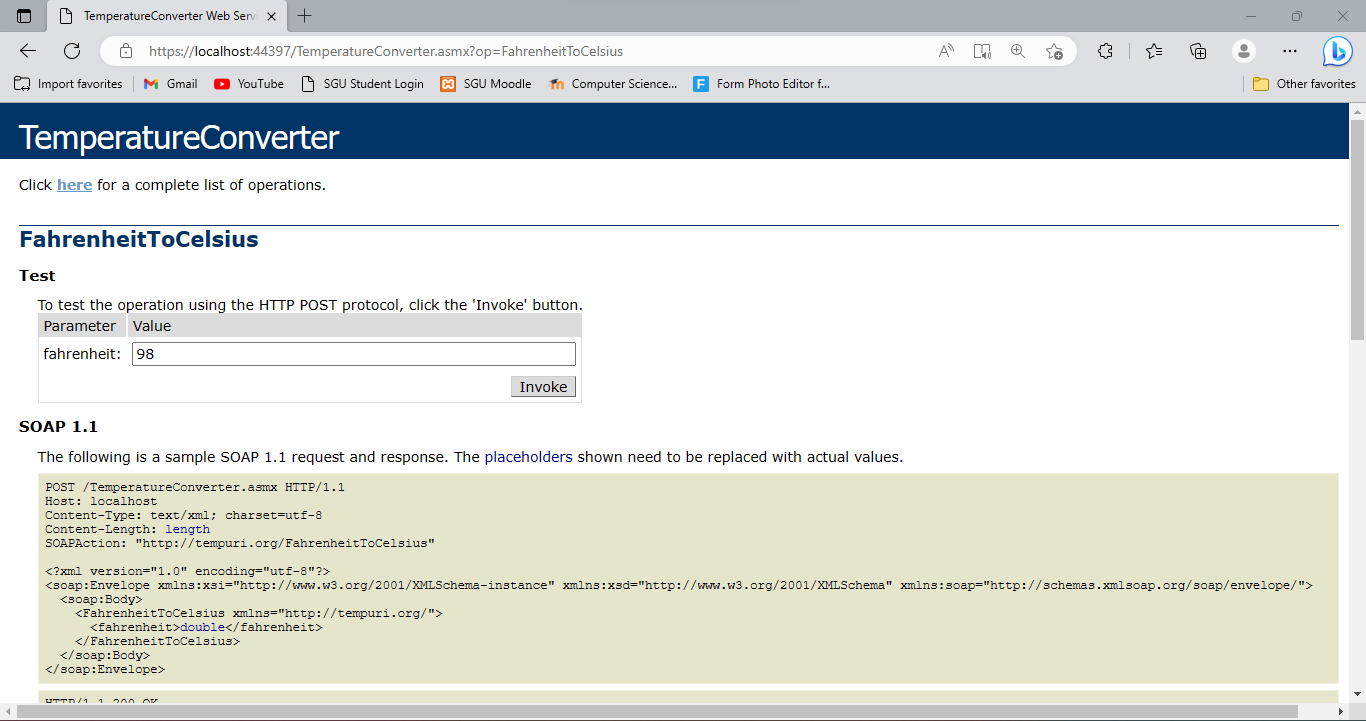 TemperatureConverter Web Serv
https://localhost:44397/TemperatureConverter.asmx?op=FahrenheitToCelsius
Import favorites Gmail YouTube SGU Student Login SGU Moodle Computer Science... Form Photo Editor f... Other favorites
TemperatureConverter
Click here for a complete list of operations.
FahrenheitToCelsius
Test
To test the operation using the HTTP POST protocol, click the 'Invoke' button.
Parameter Value
fahrenheit: 98
Invoke
SOAP 1.1
The following is a sample SOAP 1.1 request and response. The placeholders shown need to be replaced with actual values.
POST /TemperatureConverter.asmx HTTP/1.1
Host: localhost
Content-Type: text/xml; charset=utf-8
Content-Length: length
SOAPAction: "http://tempuri.org/FahrenheitToCelsius"
<?xml version="1.0" encoding="utf-8"?>
<soap:Envelope xmlns:xsi="http://www.w3.org/2001/XMLSchema-instance" xmlns:xsd="http://www.w3.org/2001/XMLSchema" xmlns:soap="http://schemas.xmlsoap.org/soap/envelope/">
<soap:Body>
<FahrenheitToCelsius xmlns="http://tempuri.org/">
<fahrenheit>double</fahrenheit>
</FahrenheitToCelsius>
</soap:Body>
</soap:Envelope>
HTTP/1.1 200 OK